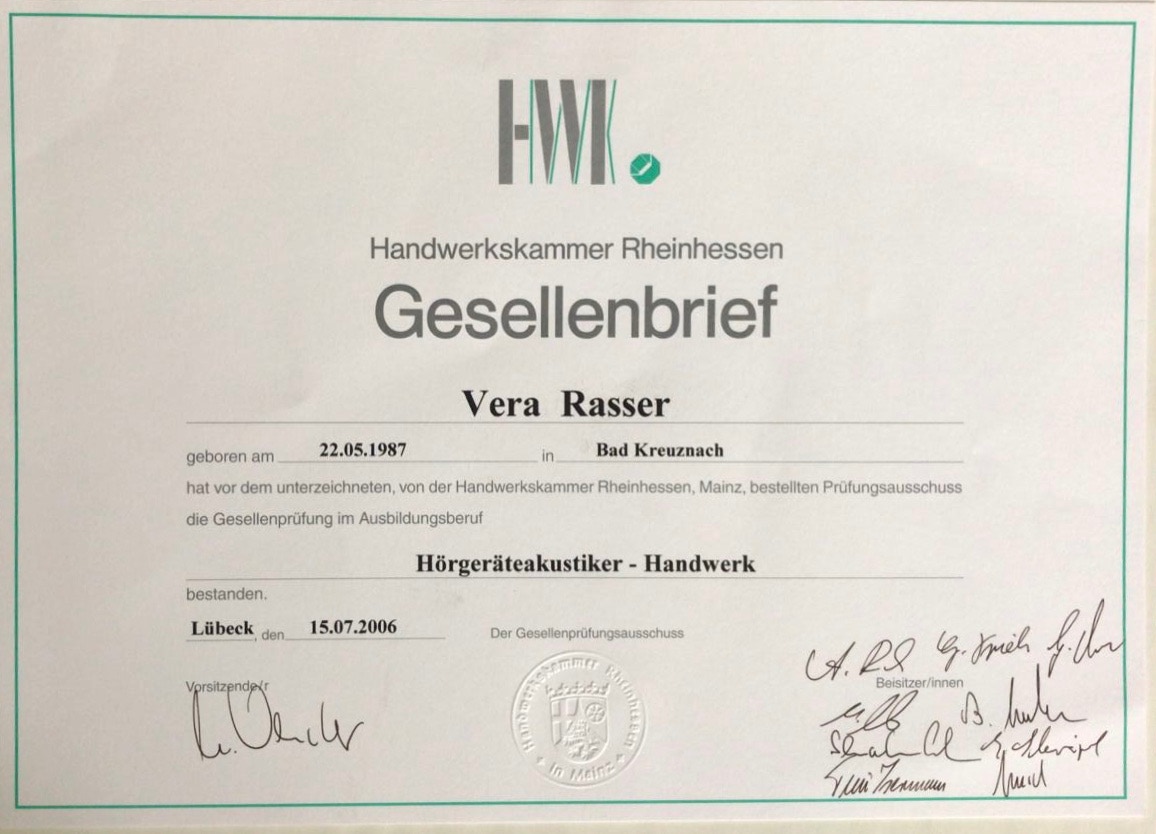 HWK.
Handwerkskammer Rheinhessen
Gesellenbrief
Vera Rasser
geboren am 22.05.1987 in Bad Kreuznach
hat vor dem unterzeichneten, von der Handwerkskammer Rheinhessen, Mainz, bestellten Prüfungsausschuss
die Gesellenprüfung im Ausbildungsberuf
Hörgeräteakustiker - Handwerk
bestanden.
Lübeck, den 15.07.2006 Der Gesellenprüfungsausschuss
Vorsitzende/r
Beisitzer/innen
Handwerkskammer Rheinhessen
in Mainz